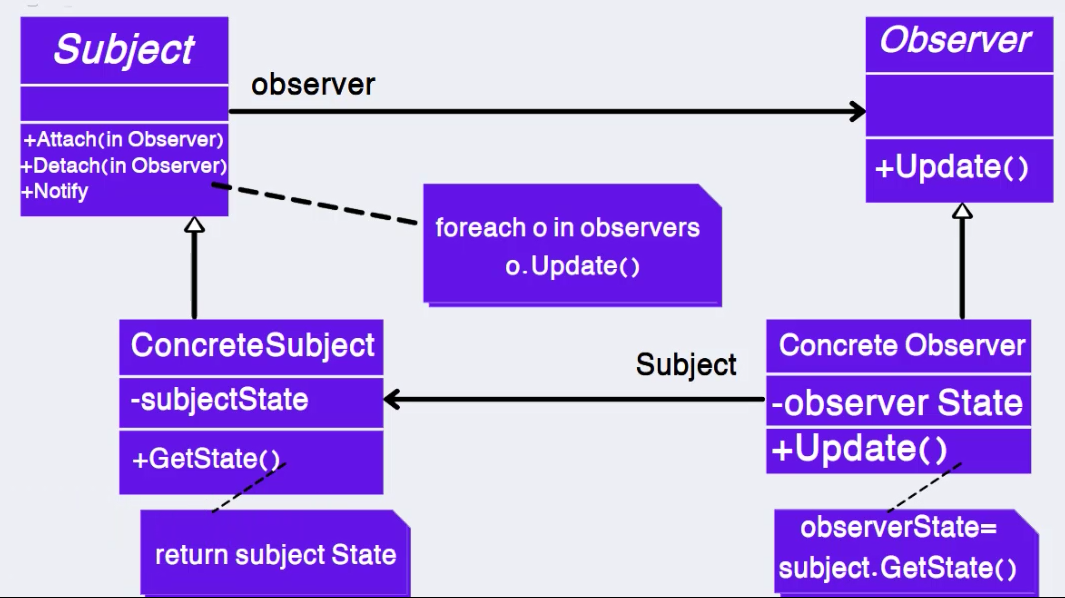 Subject
Observer
observer
+Attach(in Observer)
+Detach(in Observer)
+Notify
+Update()
foreach o in observers
o.Update()
ConcreteSubject
-subjectState
+GetState()
Subject
Concrete Observer
-observer State
+Update()
return subject State
observerState=
subject.GetState()